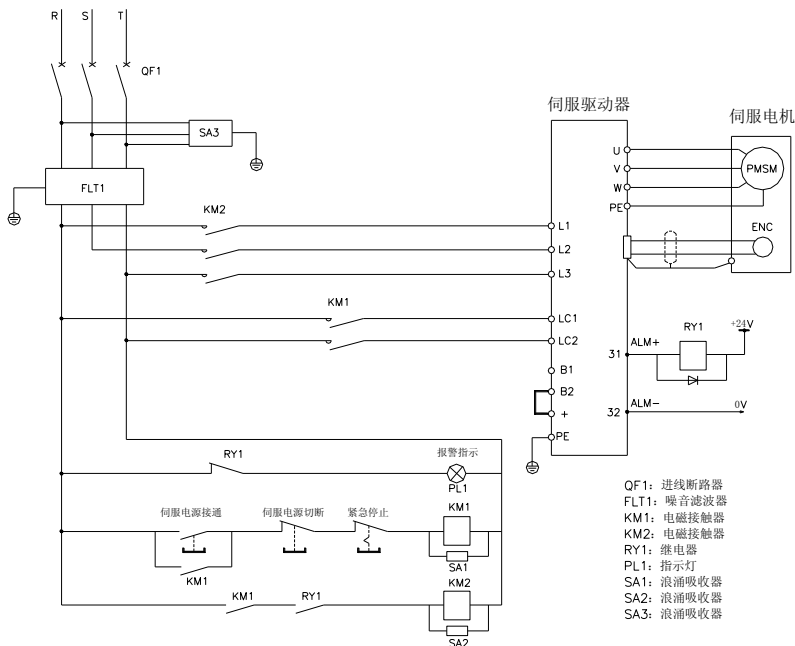 R S T
QF1
伺服驱动器
伺服电机
SA3
U
V
W
PE
PMSM
FLT1
KM2
L1
L2
L3
ENC
KM1
LC1
LC2
RY1
+24V
31
ALM+
B1
B2
+
32
ALM-
0V
PE
RY1
报警指示
PL1
伺服电源接通
伺服电源切断
紧急停止
KM1
KM1
SA1
KM1
RY1
KM2
SA2
QF1：进线断路器
FLT1：噪音滤波器
KM1：电磁接触器
KM2：电磁接触器
RY1：继电器
PL1：指示灯
SA1：浪涌吸收器
SA2：浪涌吸收器
SA3：浪涌吸收器